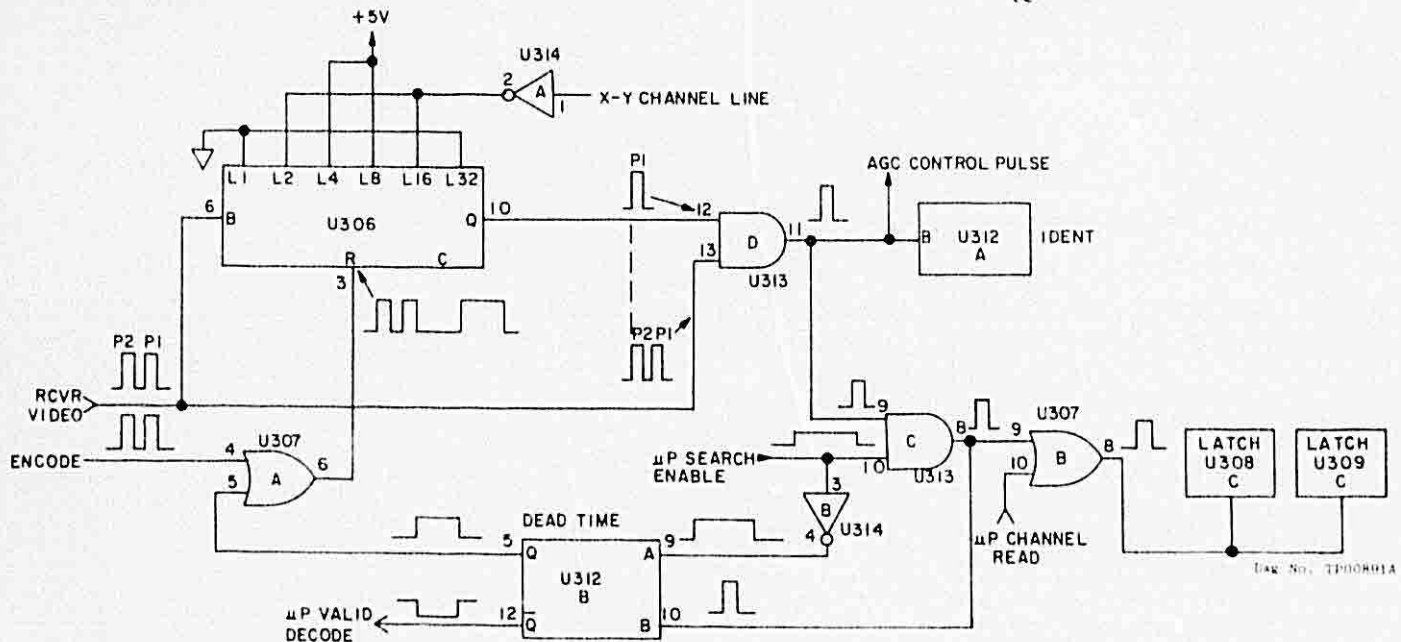 +5V
U314
2
A
1
X-Y CHANNEL LINE
L1 L2 L4 L8 L16 L32
6
B
U306
Q
10
R
3
C
P1
12
13
D
11
U313
AGC CONTROL PULSE
B
U312
A
IDENT
P2 P1
P2 P1
RCVR
VIDEO
ENCODE
4
5
U307
A
6
µP SEARCH
ENABLE
9
10
C
8
U313
U307
9
10
B
8
LATCH
U308
C
LATCH
U309
C
3
B
4
U314
µP CHANNEL
READ
DEAD TIME
5
Q
A
9
U312
B
12
Q̅
B
10
µP VALID
DECODE
Dwg No. TP00801A